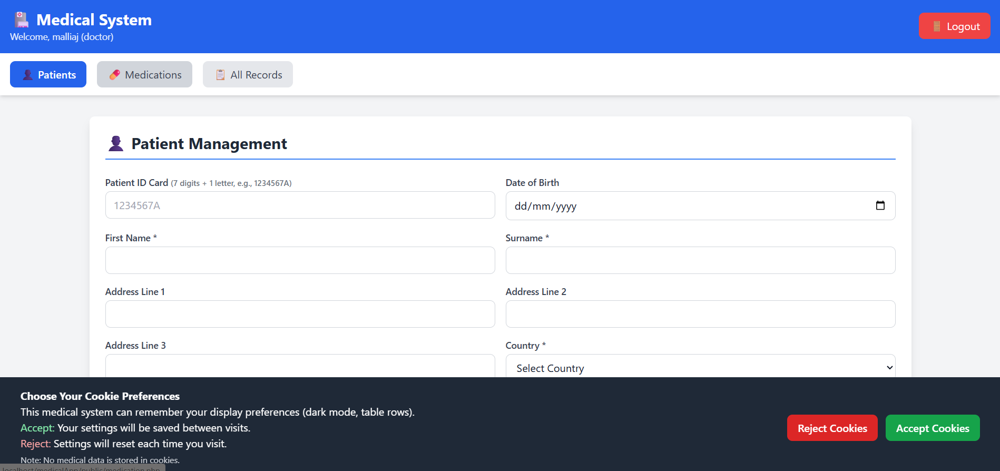 Medical System
Welcome, malliaj (doctor)
Logout
Patients
Medications
All Records
Patient Management
Patient ID Card (7 digits + 1 letter, e.g., 1234567A)
1234567A
Date of Birth
dd/mm/yyyy
First Name *
Surname *
Address Line 1
Address Line 2
Address Line 3
Country *
Select Country
Choose Your Cookie Preferences
This medical system can remember your display preferences (dark mode, table rows).
Accept: Your settings will be saved between visits.
Reject: Settings will reset each time you visit.
Note: No medical data is stored in cookies.
Reject Cookies
Accept Cookies
localhost/medicalApp/public/medication.php